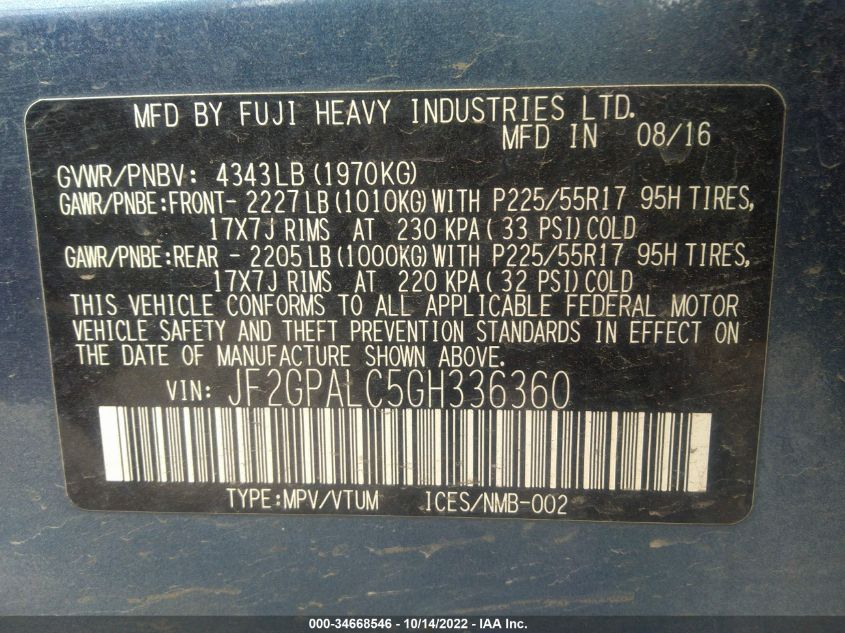 MFD BY FUJI HEAVY INDUSTRIES LTD.
MFD IN 08/16
GVWR/PNBV: 4343LB (1970KG)
GAWR/PNBE:FRONT- 2227LB (1010KG) WITH P225/55R17 95H TIRES,
17X7J RIMS AT 230 KPA (33 PSI) COLD
GAWR/PNBE:REAR - 2205LB (1000KG) WITH P225/55R17 95H TIRES,
17X7J RIMS AT 220 KPA (32 PSI) COLD
THIS VEHICLE CONFORMS TO ALL APPLICABLE FEDERAL MOTOR
VEHICLE SAFETY AND THEFT PREVENTION STANDARDS IN EFFECT ON
THE DATE OF MANUFACTURE SHOWN ABOVE.
VIN: JF2GPALC5GH336360
TYPE:MPV/VTUM ICES/NMB-002
000-34668546 - 10/14/2022 - IAA Inc.